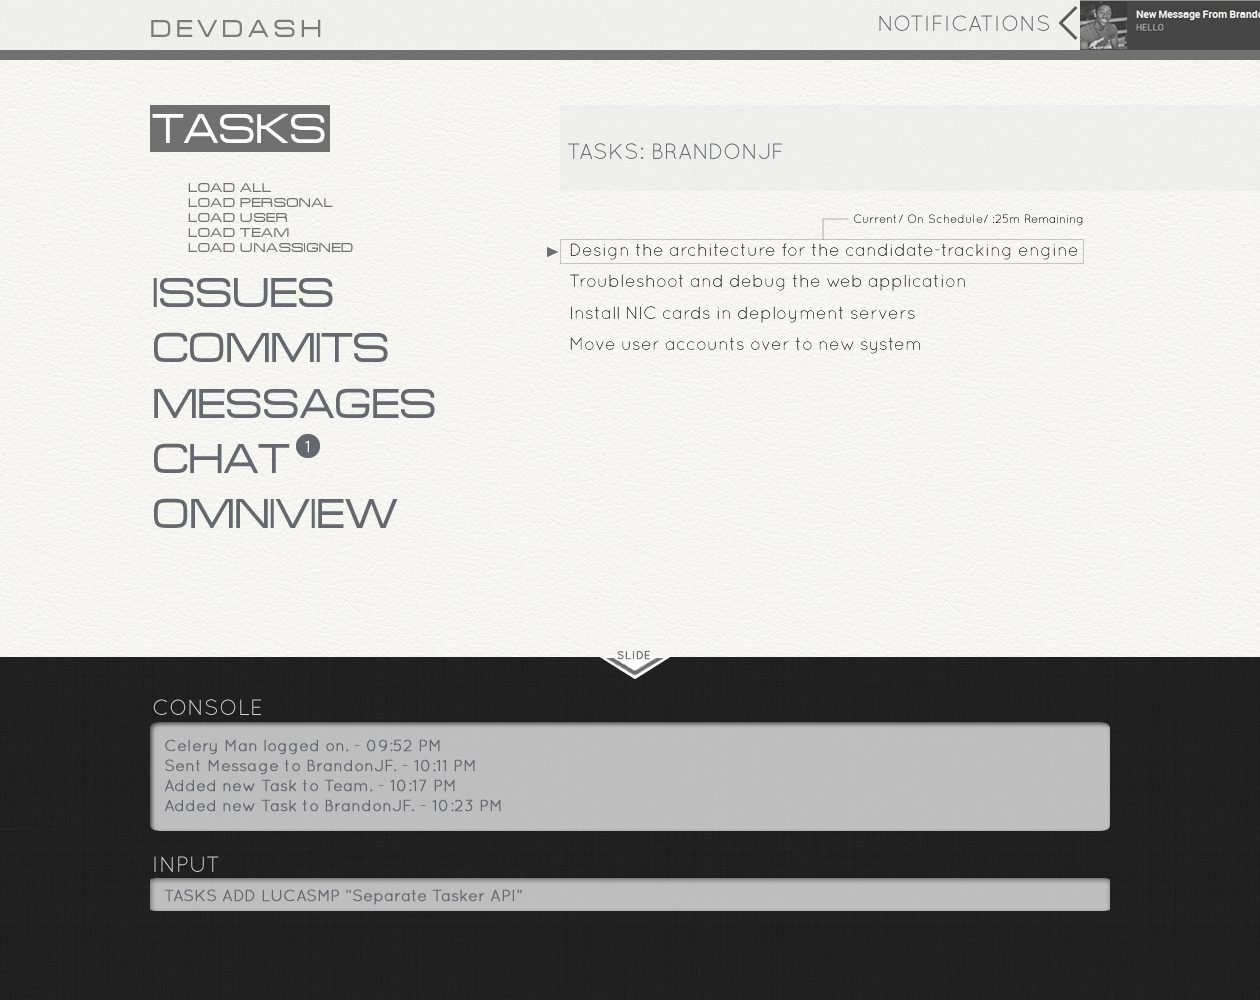 DEVDASH
NOTIFICATIONS
New Message From Brando
HELLO
TASKS
LOAD ALL
LOAD PERSONAL
LOAD USER
LOAD TEAM
LOAD UNASSIGNED
ISSUES
COMMITS
MESSAGES
CHAT 1
OMNIVIEW
TASKS: BRANDONJF
Current/ On Schedule/ :25m Remaining
Design the architecture for the candidate-tracking engine
Troubleshoot and debug the web application
Install NIC cards in deployment servers
Move user accounts over to new system
SLIDE
CONSOLE
Celery Man logged on. - 09:52 PM
Sent Message to BrandonJF. - 10:11 PM
Added new Task to Team. - 10:17 PM
Added new Task to BrandonJF. - 10:23 PM
INPUT
TASKS ADD LUCASMP “Separate Tasker API”